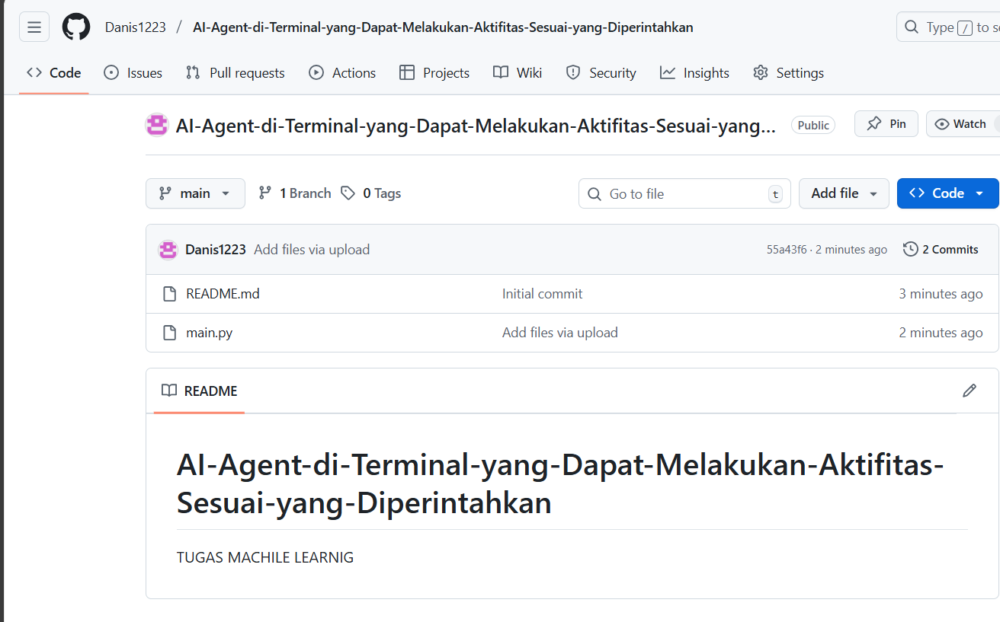 Danis1223 / AI-Agent-di-Terminal-yang-Dapat-Melakukan-Aktifitas-Sesuai-yang-Diperintahkan
Type / to
Code Issues Pull requests Actions Projects Wiki Security Insights Settings
AI-Agent-di-Terminal-yang-Dapat-Melakukan-Aktifitas-Sesuai-yang... Public Pin Watch
main 1 Branch 0 Tags Go to file t Add file Code
Danis1223 Add files via upload 55a43f6 · 2 minutes ago 2 Commits
README.md Initial commit 3 minutes ago
main.py Add files via upload 2 minutes ago
README
AI-Agent-di-Terminal-yang-Dapat-Melakukan-Aktifitas-
Sesuai-yang-Diperintahkan
TUGAS MACHILE LEARNIG